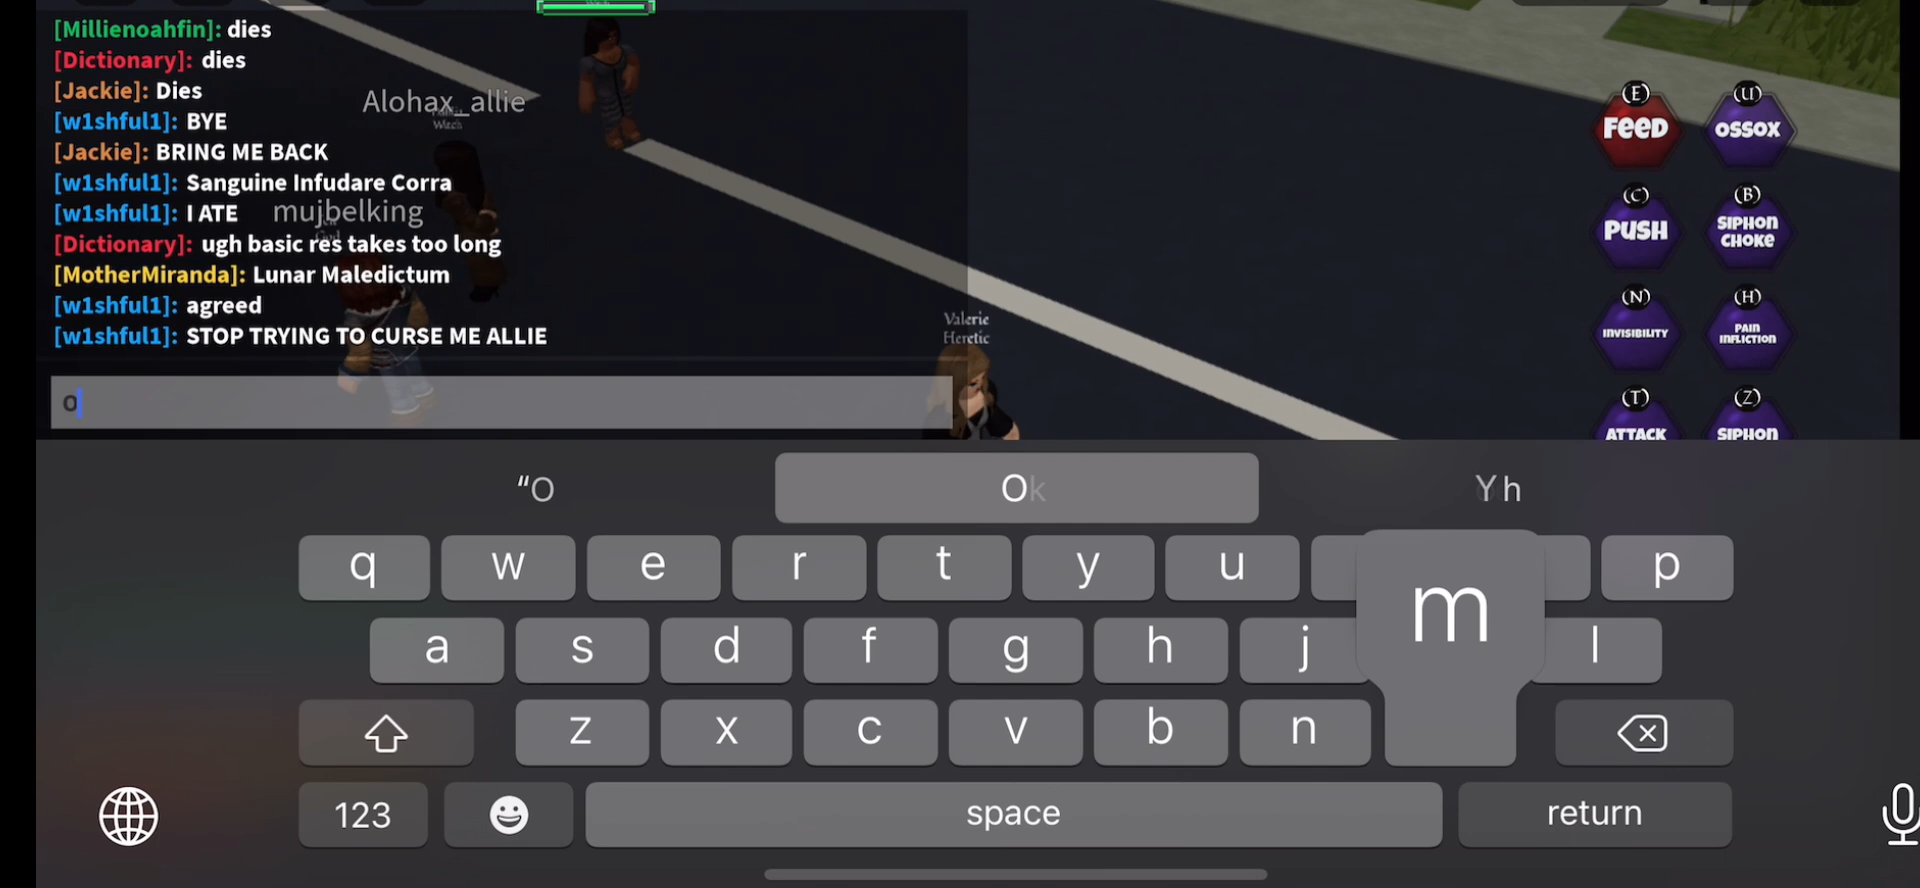 [Millienoahfin]: dies
[Dictionary]: dies
[Jackie]: Dies
Alohax_allie
Witch
[w1shful1]: BYE
[Jackie]: BRING ME BACK
[w1shful1]: Sanguine Infudare Corra
[w1shful1]: I ATE
mujbelking
[Dictionary]: ugh basic res takes too long
[MotherMiranda]: Lunar Maledictum
[w1shful1]: agreed
[w1shful1]: STOP TRYING TO CURSE ME ALLIE
Valerie
Heretic
(E) (U)
FEED OSSOX
(C) (B)
PUSH SIPHON CHOKE
(N) (H)
INVISIBILITY PAIN INFLICTION
(T) (Z)
ATTACK SIPHON
o
“O Ok Yh
q w e r t y u p
m
a s d f g h j l
z x c v b n
123 space return